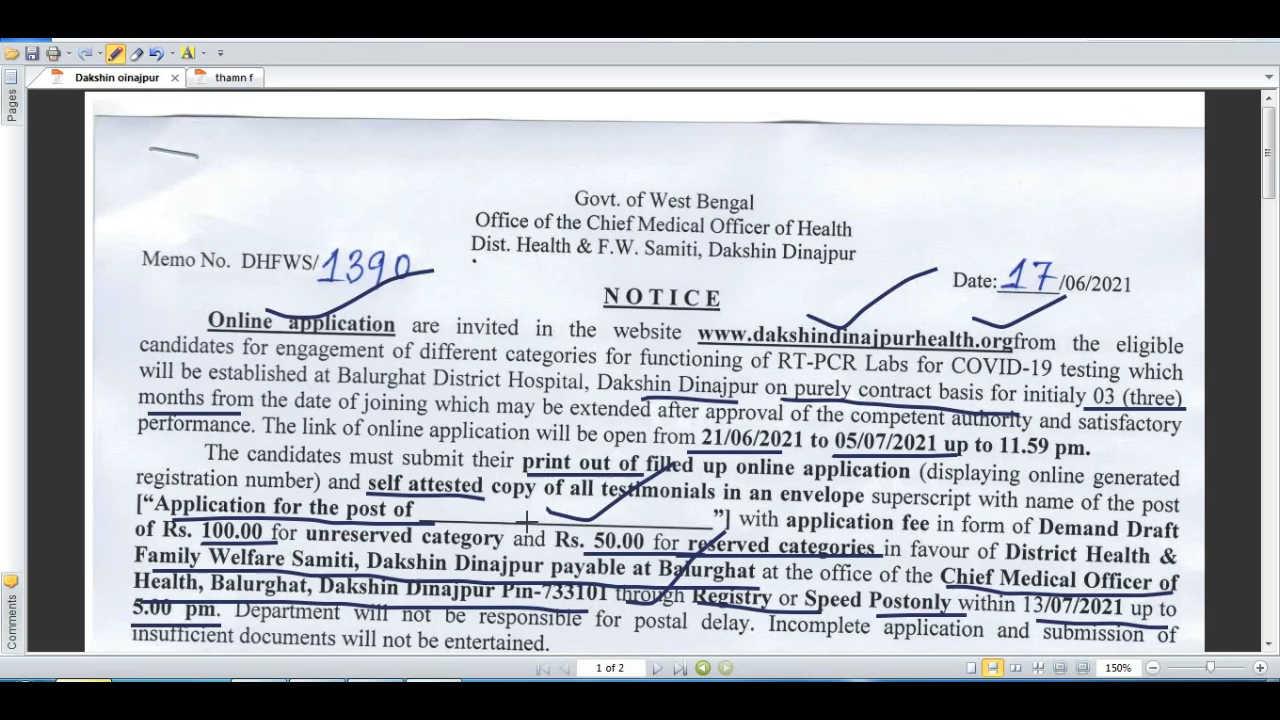 Dakshin oinajpur
thamn f
Pages
Govt. of West Bengal
Office of the Chief Medical Officer of Health
Dist. Health & F.W. Samiti, Dakshin Dinajpur
Memo No. DHFWS/1390
Date: 17/06/2021
NOTICE
Online application are invited in the website www.dakshindinajpurhealth.orgfrom the eligible
candidates for engagement of different categories for functioning of RT-PCR Labs for COVID-19 testing which
will be established at Balurghat District Hospital, Dakshin Dinajpur on purely contract basis for initialy 03 (three)
months from the date of joining which may be extended after approval of the competent authority and satisfactory
performance. The link of online application will be open from 21/06/2021 to 05/07/2021 up to 11.59 pm.
The candidates must submit their print out of filled up online application (displaying online generated
registration number) and self attested copy of all testimonials in an envelope superscript with name of the post
["Application for the post of ____________________"] with application fee in form of Demand Draft
of Rs. 100.00 for unreserved category and Rs. 50.00 for reserved categories in favour of District Health &
Family Welfare Samiti, Dakshin Dinajpur payable at Balurghat at the office of the Chief Medical Officer of
Health, Balurghat, Dakshin Dinajpur Pin-733101 through Registry or Speed Postonly within 13/07/2021 up to
5.00 pm. Department will not be responsible for postal delay. Incomplete application and submission of
insufficient documents will not be entertained.
Comments
1 of 2
150%